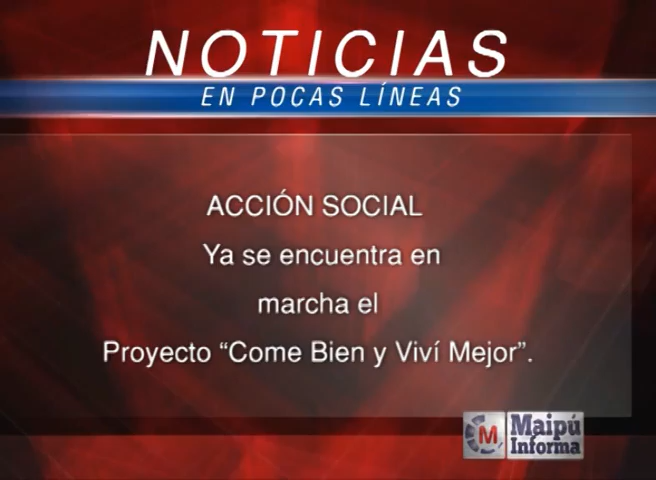 NOTICIAS
EN POCAS LÍNEAS
ACCIÓN SOCIAL
Ya se encuentra en
marcha el
Proyecto “Come Bien y Viví Mejor”.
M
Maipú
Informa